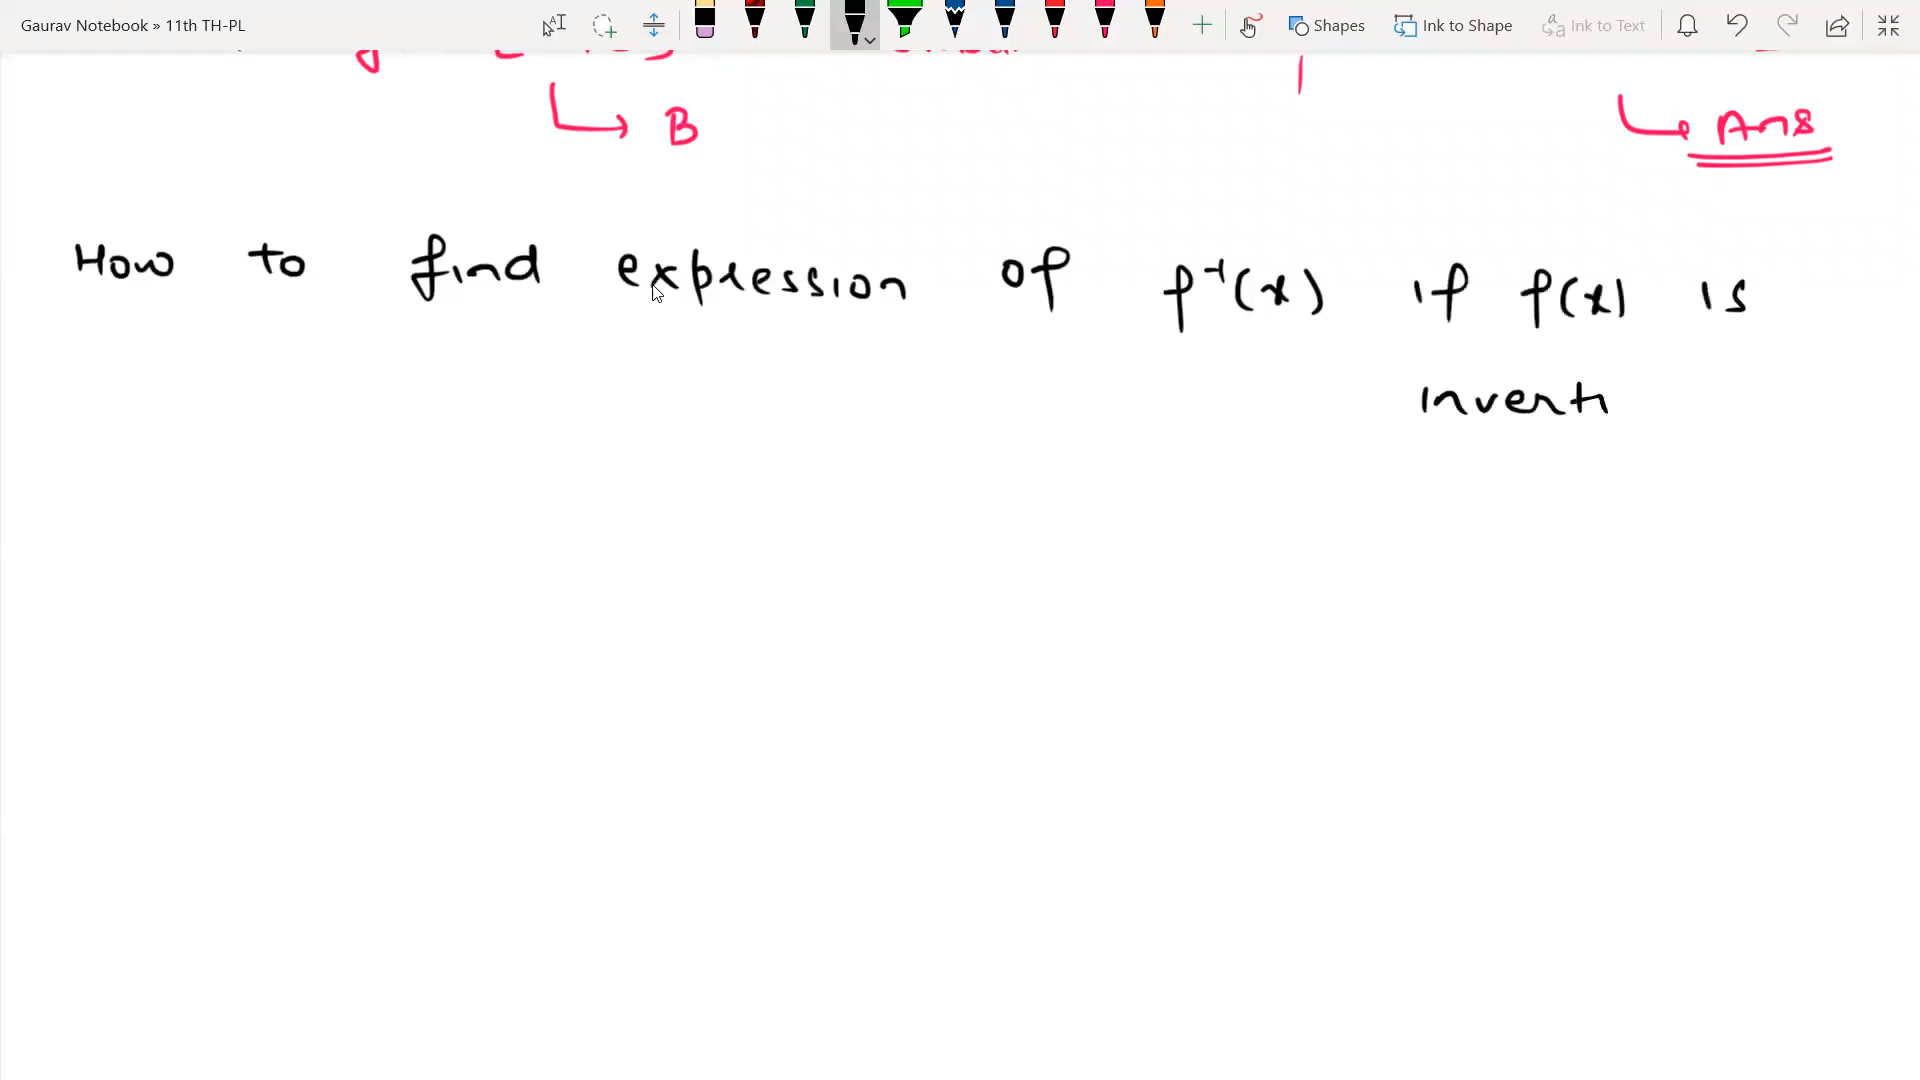 Gaurav Notebook » 11th TH-PL
Shapes
Ink to Shape
Ink to Text
B
Ans
How to find expression of f⁻¹(x) if f(x) is
inverti